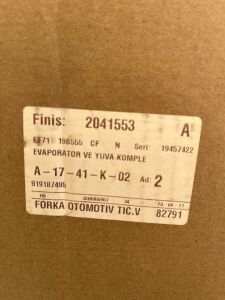 Finis: 2041553 A
198555 CF N Seri: 19457422
EVAPORATOR VE YUVA KOMPLE
A-17-41-K-02 Ad: 2
919187495
FORKA OTOMOTIV TIC.V 82791